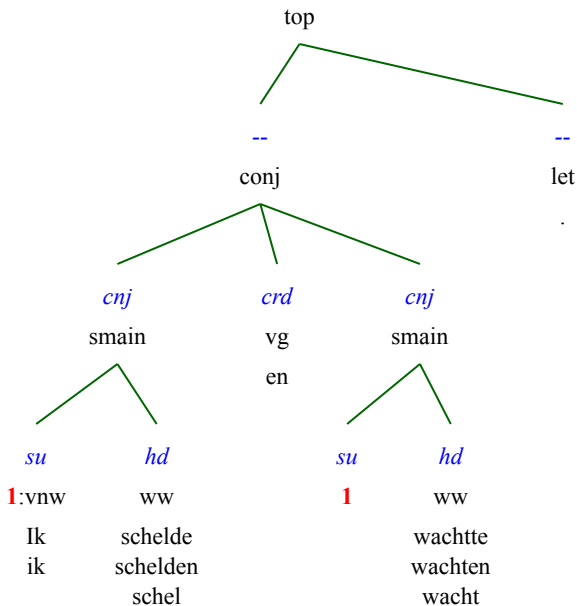 top
-- --
conj let
.
cnj crd cnj
smain vg smain
en
su hd su hd
1:vnw ww 1 ww
Ik schelde wachtte
ik schelden wachten
schel wacht